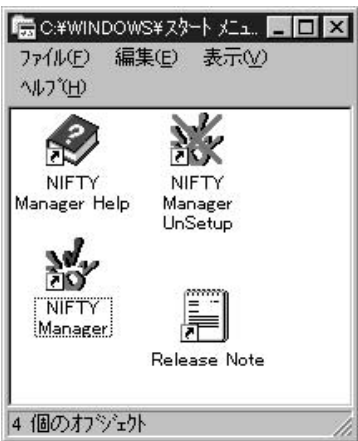 C:¥WINDOWS¥スタート メニュ...
ファイル(F) 編集(E) 表示(V)
ヘルプ(H)
NIFTY
Manager Help
NIFTY
Manager
UnSetup
NIFTY
Manager
Release Note
4 個のオブジェクト